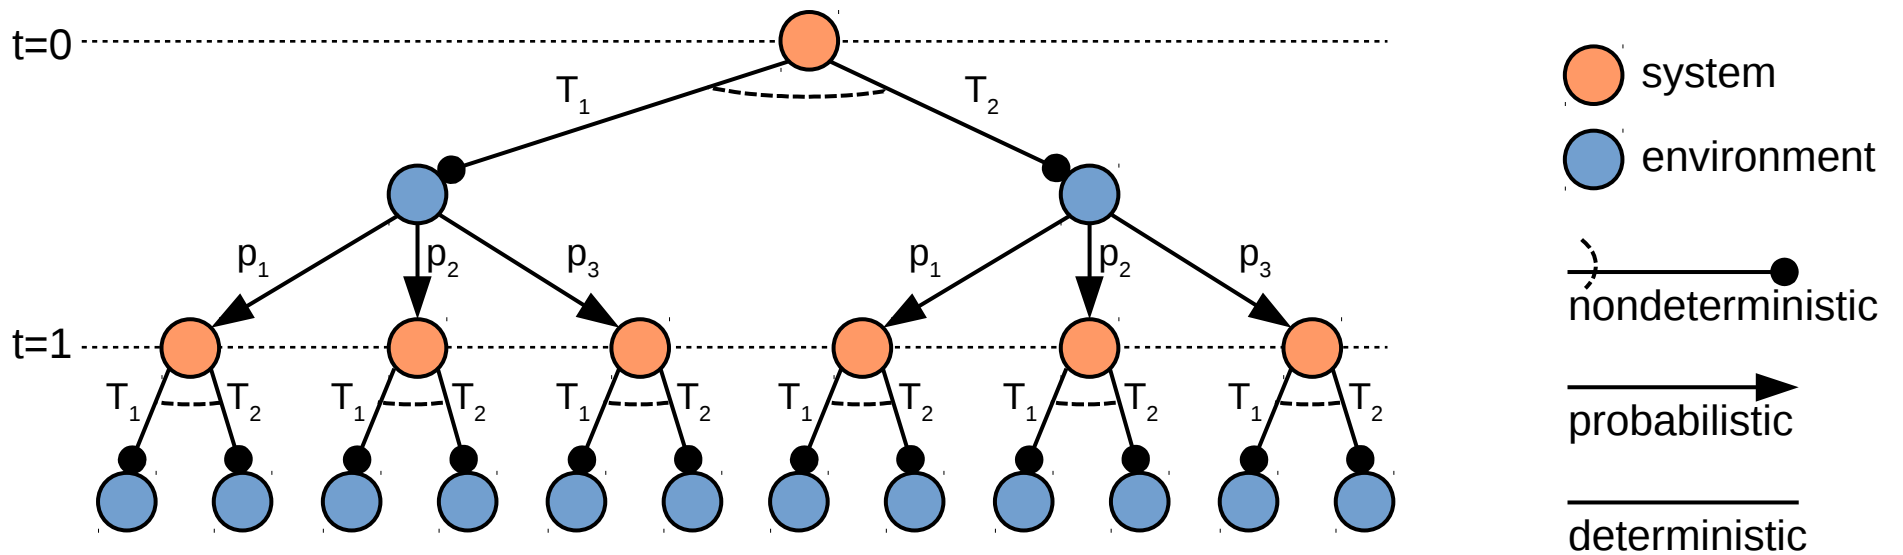 t=0
T1 T2
p1 p2 p3 p1 p2 p3
t=1
T1 T2 T1 T2 T1 T2 T1 T2 T1 T2 T1 T2
system
environment
nondeterministic
probabilistic
deterministic